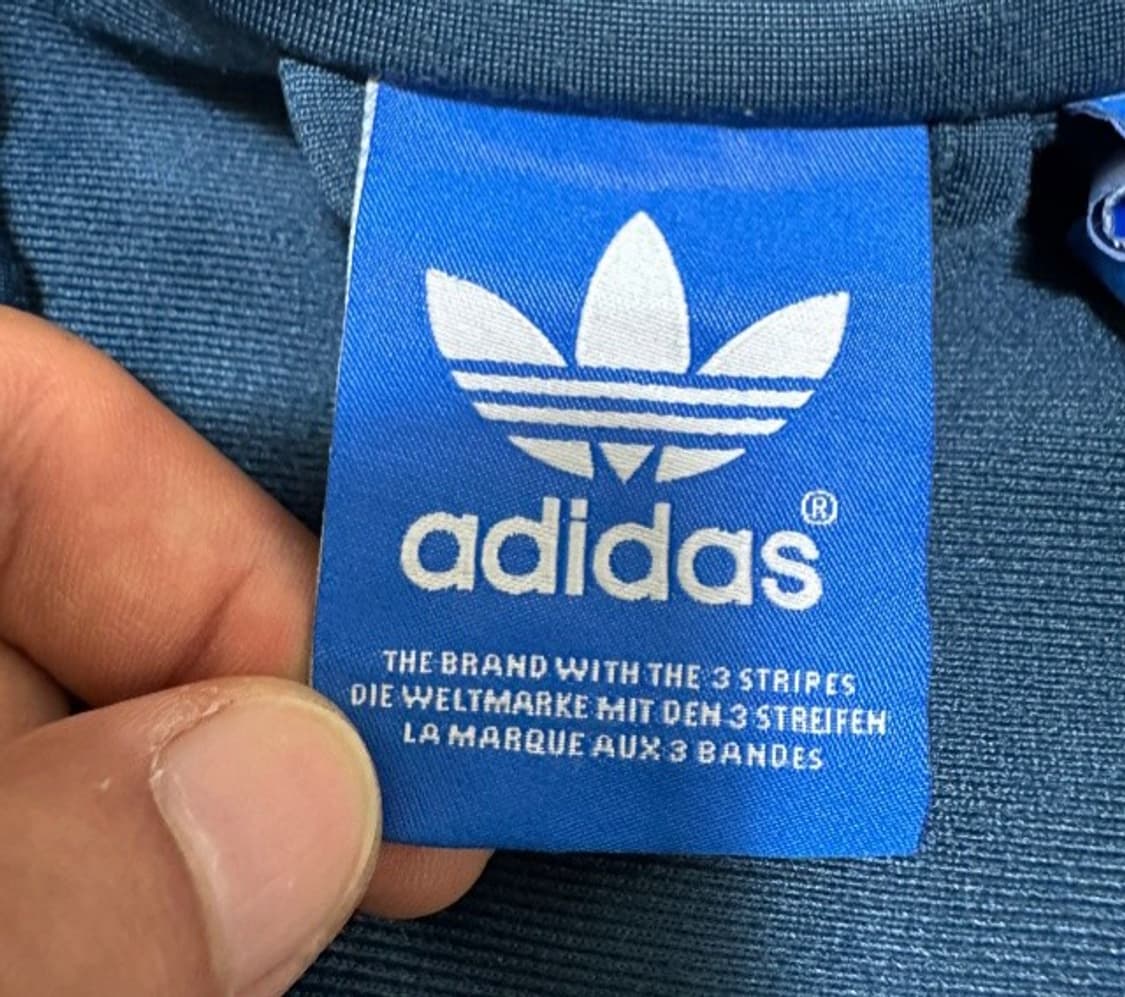 adidas®
THE BRAND WITH THE 3 STRIPES
DIE WELTMARKE MIT DEN 3 STREIFEN
LA MARQUE AUX 3 BANDES